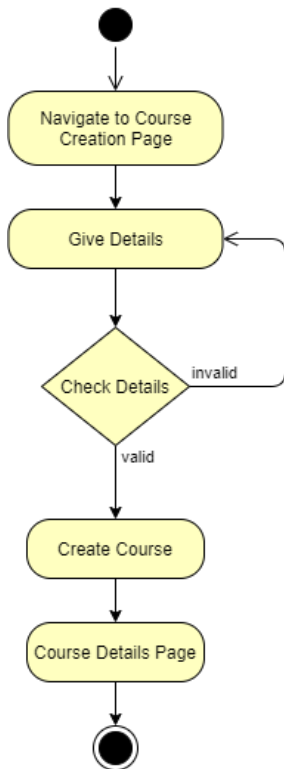 Navigate to Course
Creation Page
Give Details
Check Details
invalid
valid
Create Course
Course Details Page